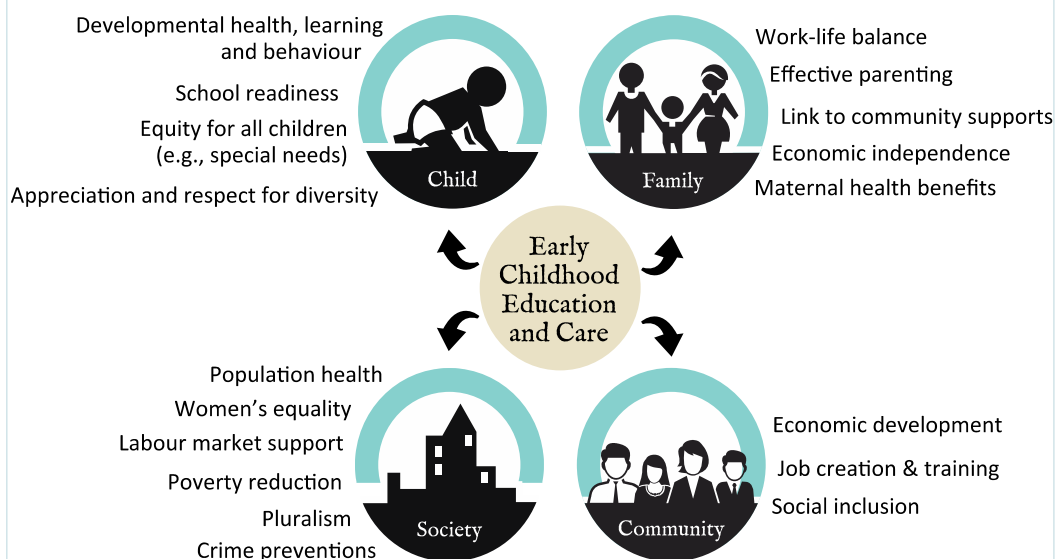 Developmental health, learning
and behaviour
School readiness
Equity for all children
(e.g., special needs)
Appreciation and respect for diversity
Child
Work-life balance
Effective parenting
Link to community supports
Economic independence
Maternal health benefits
Family
Early
Childhood
Education
and Care
Population health
Women’s equality
Labour market support
Poverty reduction
Pluralism
Crime preventions
Society
Economic development
Job creation & training
Social inclusion
Community